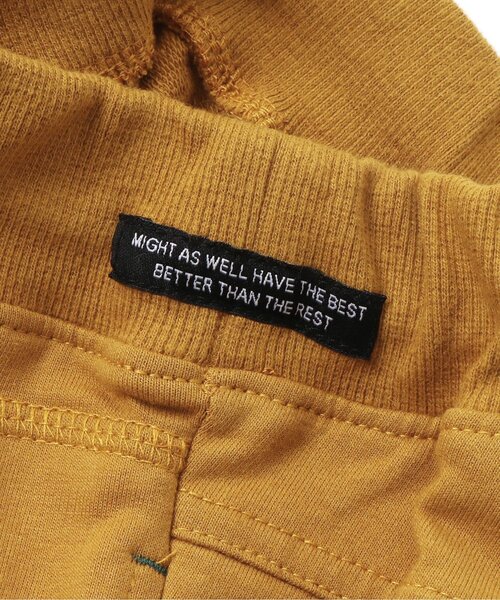 MIGHT AS WELL HAVE THE BEST
BETTER THAN THE REST